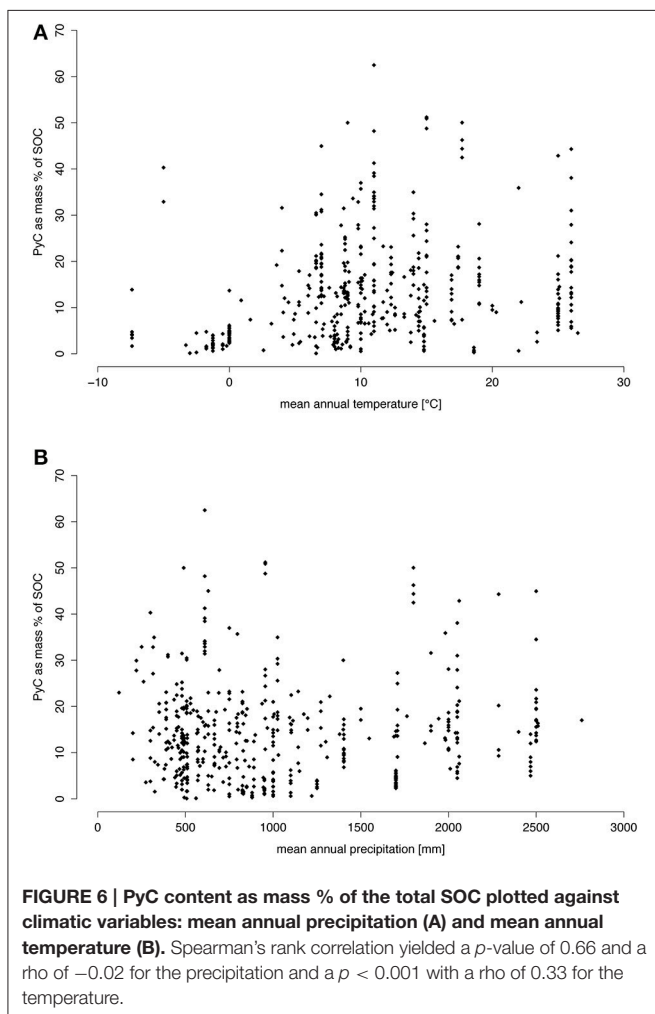 A
70
60
50
40
30
20
10
0
PyC as mass % of SOC
−10 0 10 20 30
mean annual temperature [°C]
B
70
60
50
40
30
20
10
0
PyC as mass % of SOC
0 500 1000 1500 2000 2500 3000
mean annual precipitation [mm]
FIGURE 6 | PyC content as mass % of the total SOC plotted against
climatic variables: mean annual precipitation (A) and mean annual
temperature (B). Spearman's rank correlation yielded a p-value of 0.66 and a
rho of −0.02 for the precipitation and a p < 0.001 with a rho of 0.33 for the
temperature.